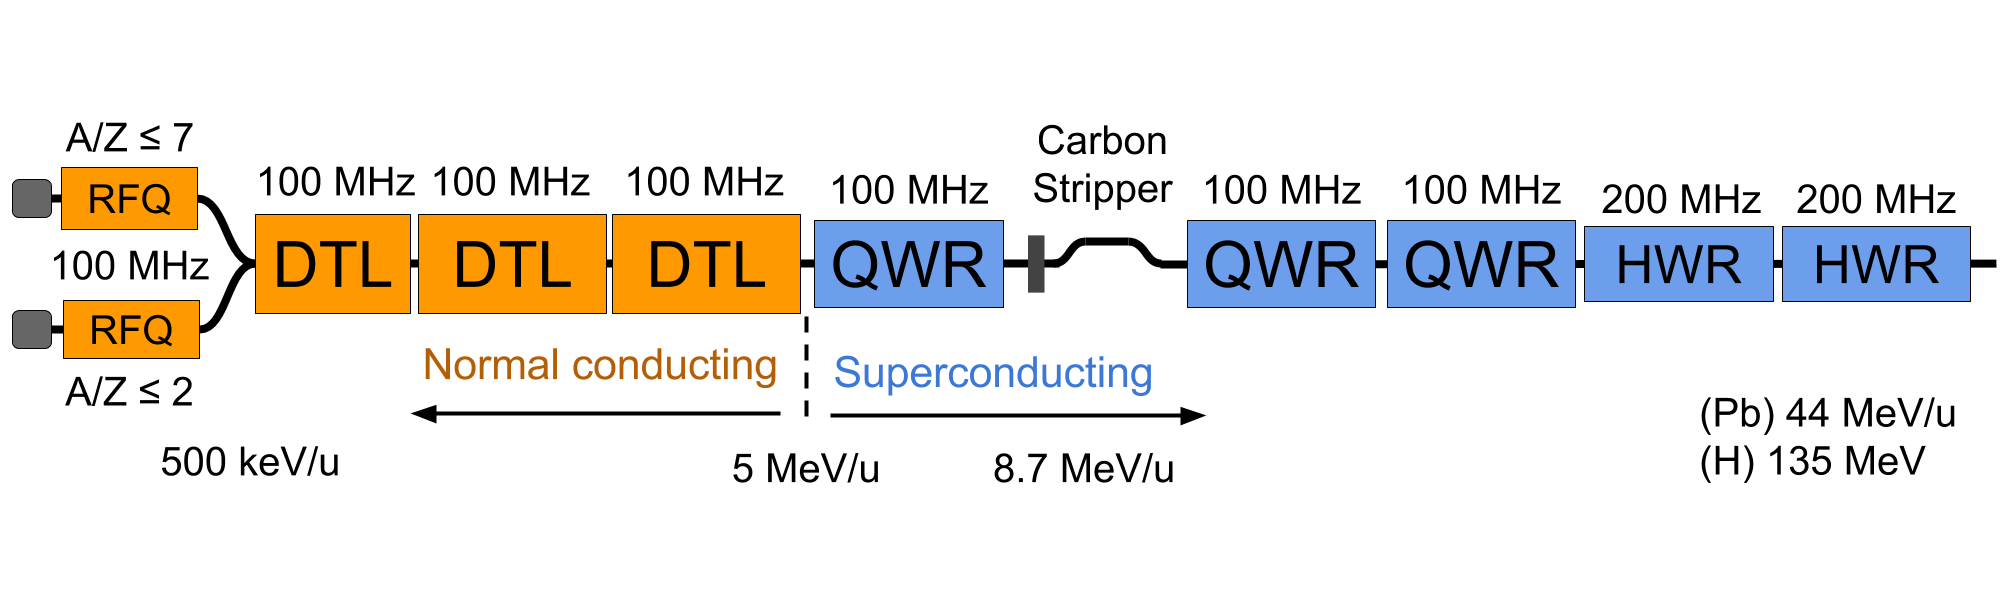 A/Z ≤ 7
RFQ
100 MHz
RFQ
A/Z ≤ 2
500 keV/u
100 MHz
DTL
100 MHz
DTL
100 MHz
DTL
Normal conducting
5 MeV/u
100 MHz
QWR
Superconducting
8.7 MeV/u
Carbon
Stripper
100 MHz
QWR
100 MHz
QWR
200 MHz
HWR
200 MHz
HWR
(Pb) 44 MeV/u
(H) 135 MeV